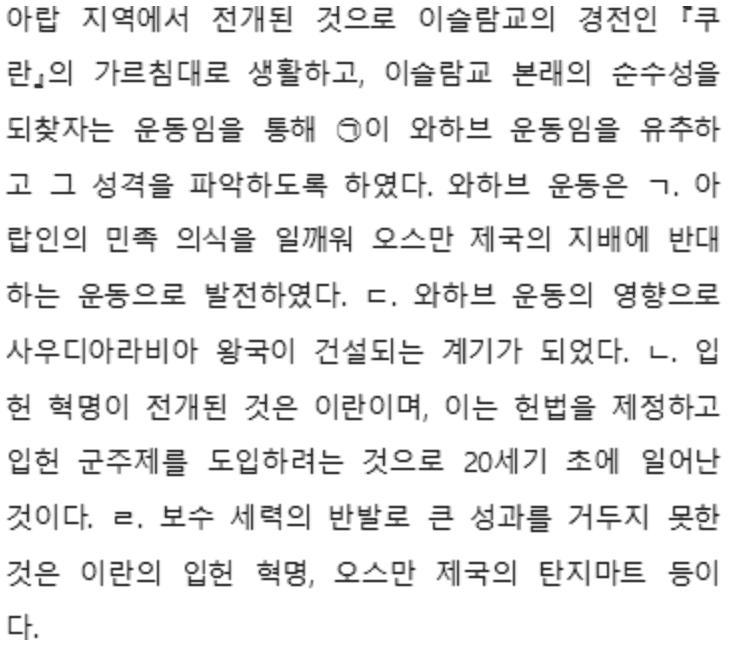 아랍 지역에서 전개된 것으로 이슬람교의 경전인 『쿠
란』의 가르침대로 생활하고, 이슬람교 본래의 순수성을
되찾자는 운동임을 통해 ㉠이 와하브 운동임을 유추하
고 그 성격을 파악하도록 하였다. 와하브 운동은 ㄱ. 아
랍인의 민족 의식을 일깨워 오스만 제국의 지배에 반대
하는 운동으로 발전하였다. ㄷ. 와하브 운동의 영향으로
사우디아라비아 왕국이 건설되는 계기가 되었다. ㄴ. 입
헌 혁명이 전개된 것은 이란이며, 이는 헌법을 제정하고
입헌 군주제를 도입하려는 것으로 20세기 초에 일어난
것이다. ㄹ. 보수 세력의 반발로 큰 성과를 거두지 못한
것은 이란의 입헌 혁명, 오스만 제국의 탄지마트 등이
다.